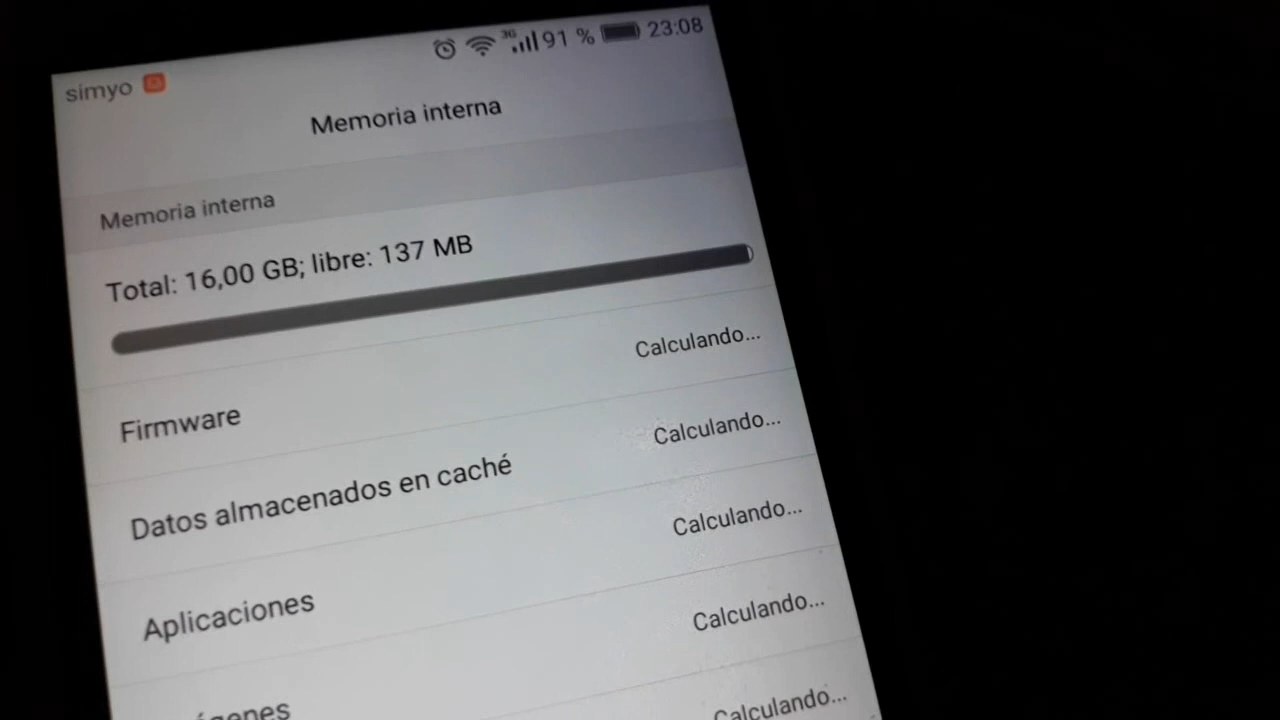 simyo 3G 91 % 23:08
Memoria interna
Memoria interna
Total: 16,00 GB; libre: 137 MB
Calculando...
Firmware
Calculando...
Datos almacenados en caché
Calculando...
Aplicaciones
Calculando...
Calculando...